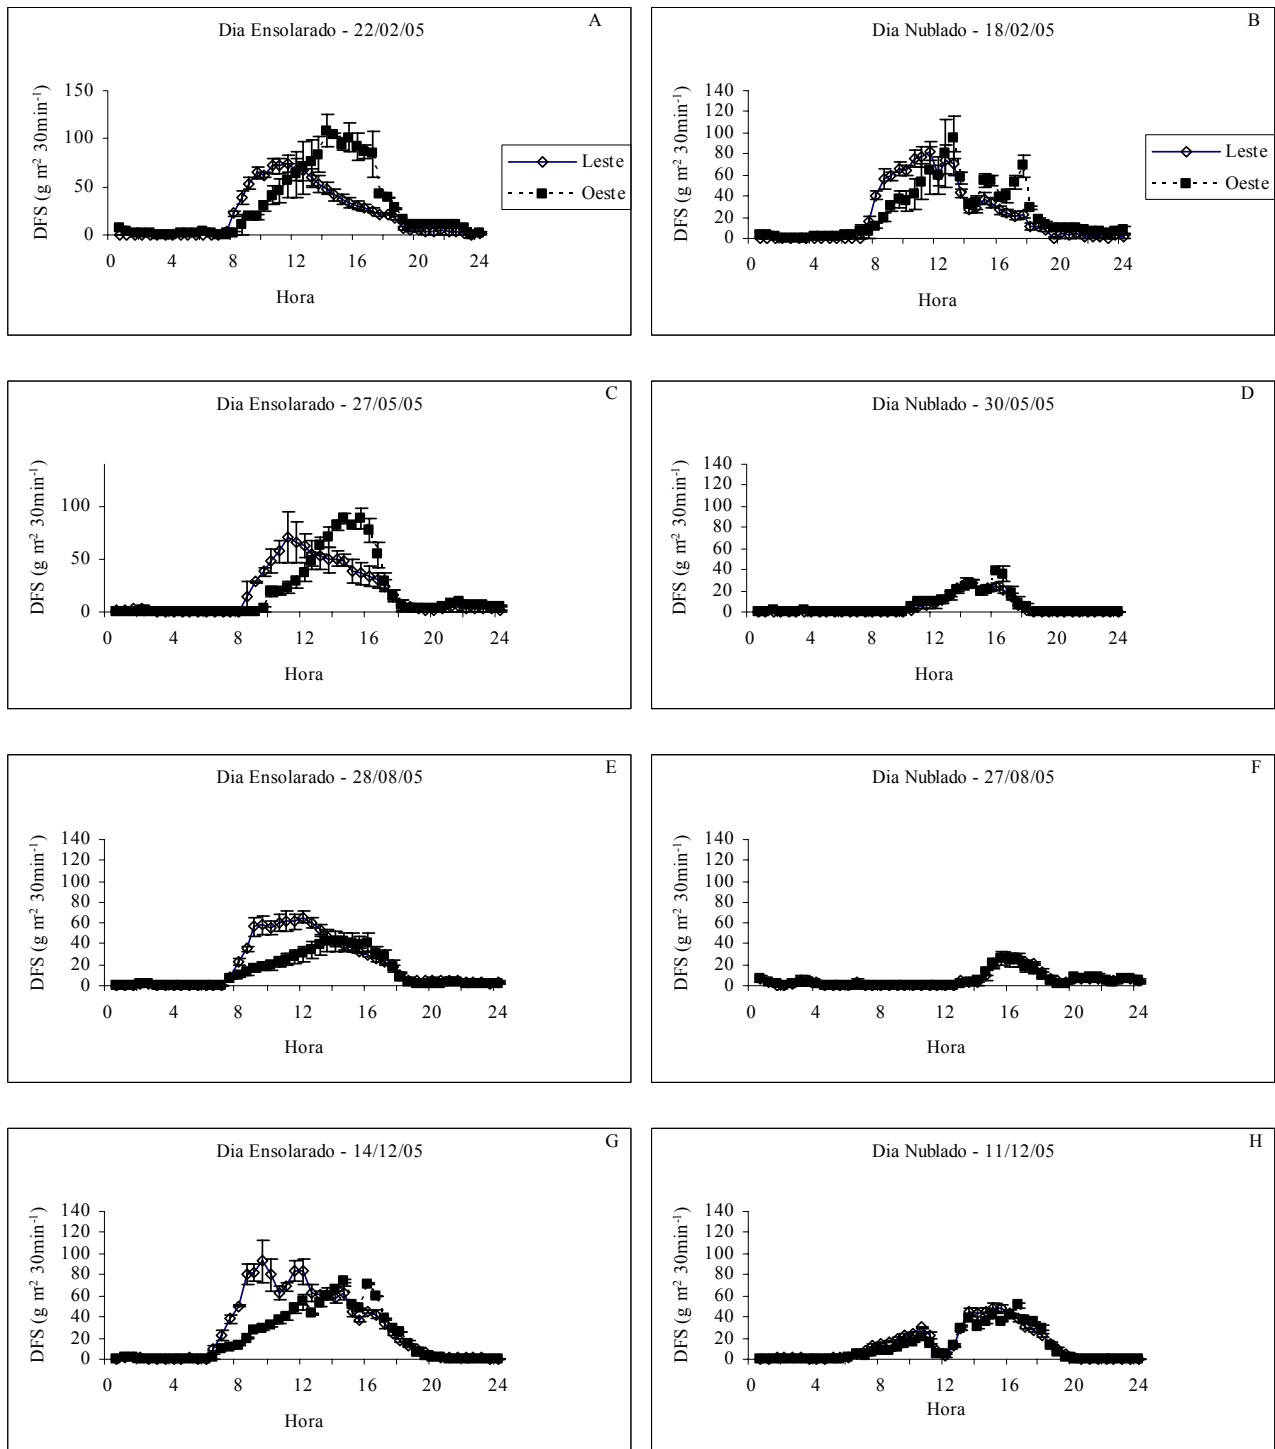 A
Dia Ensolarado - 22/02/05
DFS (g m² 30min⁻¹)
150
100
50
0
0 4 8 12 16 20 24
Hora
Leste
Oeste
B
Dia Nublado - 18/02/05
DFS (g m² 30min⁻¹)
140
120
100
80
60
40
20
0
0 4 8 12 16 20 24
Hora
Leste
Oeste
C
Dia Ensolarado - 27/05/05
DFS (g m² 30min⁻¹)
100
50
0
0 4 8 12 16 20 24
Hora
D
Dia Nublado - 30/05/05
DFS (g m² 30min⁻¹)
140
120
100
80
60
40
20
0
0 4 8 12 16 20 24
Hora
E
Dia Ensolarado - 28/08/05
DFS (g m² 30min⁻¹)
140
120
100
80
60
40
20
0
0 4 8 12 16 20 24
Hora
F
Dia Nublado - 27/08/05
DFS (g m² 30min⁻¹)
140
120
100
80
60
40
20
0
0 4 8 12 16 20 24
Hora
G
Dia Ensolarado - 14/12/05
DFS (g m² 30min⁻¹)
140
120
100
80
60
40
20
0
0 4 8 12 16 20 24
Hora
H
Dia Nublado - 11/12/05
DFS (g m² 30min⁻¹)
140
120
100
80
60
40
20
0
0 4 8 12 16 20 24
Hora